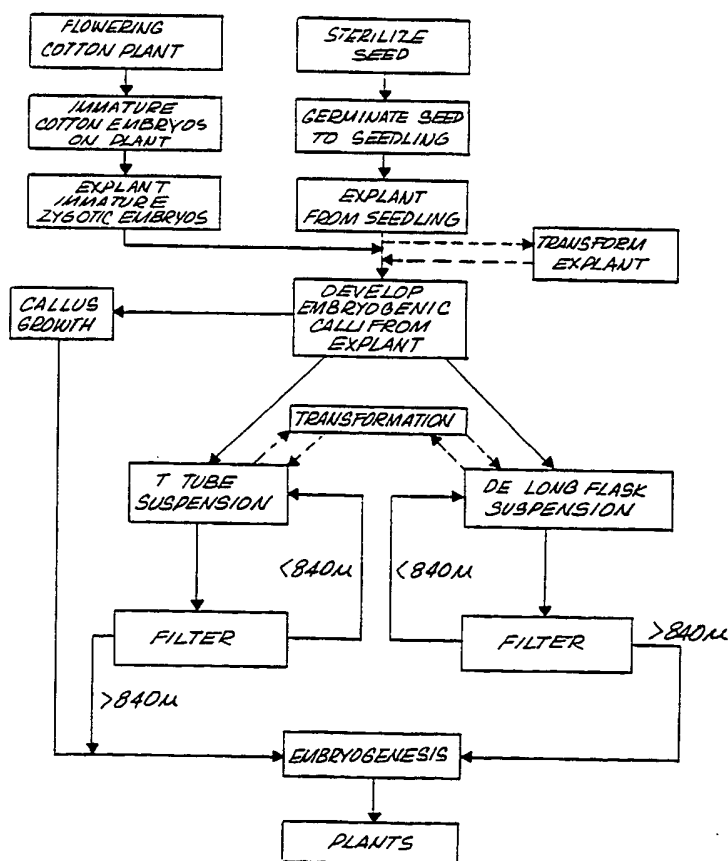 FLOWERING
COTTON PLANT
STERILIZE
SEED
IMMATURE
COTTON EMBRYOS
ON PLANT
GERMINATE SEED
TO SEEDLING
EXPLANT
IMMATURE
ZYGOTIC EMBRYOS
EXPLANT
FROM SEEDLING
TRANSFORM
EXPLANT
CALLUS
GROWTH
DEVELOP
EMBRYOGENIC
CALLI FROM
EXPLANT
TRANSFORMATION
T TUBE
SUSPENSION
DE LONG FLASK
SUSPENSION
<840μ
<840μ
FILTER
FILTER
>840μ
>840μ
EMBRYOGENESIS
PLANTS